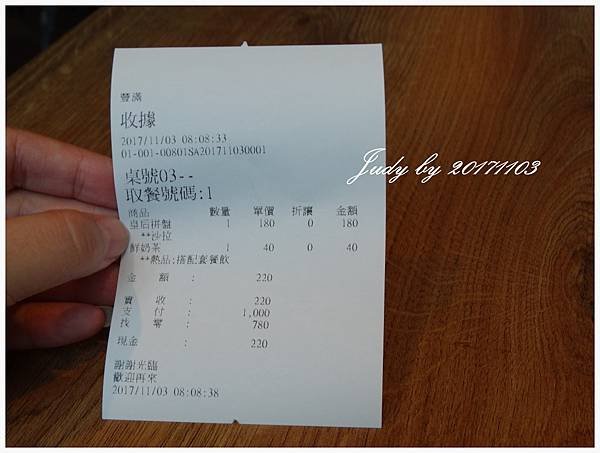 豐滿
收據
2017/11/03 08:08:33
01-001-00801SA201711030001
桌號03--
取餐號碼:1
商品 數量 單價 折讓 金額
皇后拼盤 1 180 0 180
**沙拉
鮮奶茶 1 40 0 40
**熱品;搭配套餐飲
金 額 : 220
實 收 : 220
支 付 : 1,000
找 零 : 780
現金 : 220
謝謝光臨
歡迎再來
2017/11/03 08:08:38
Judy by 20171103